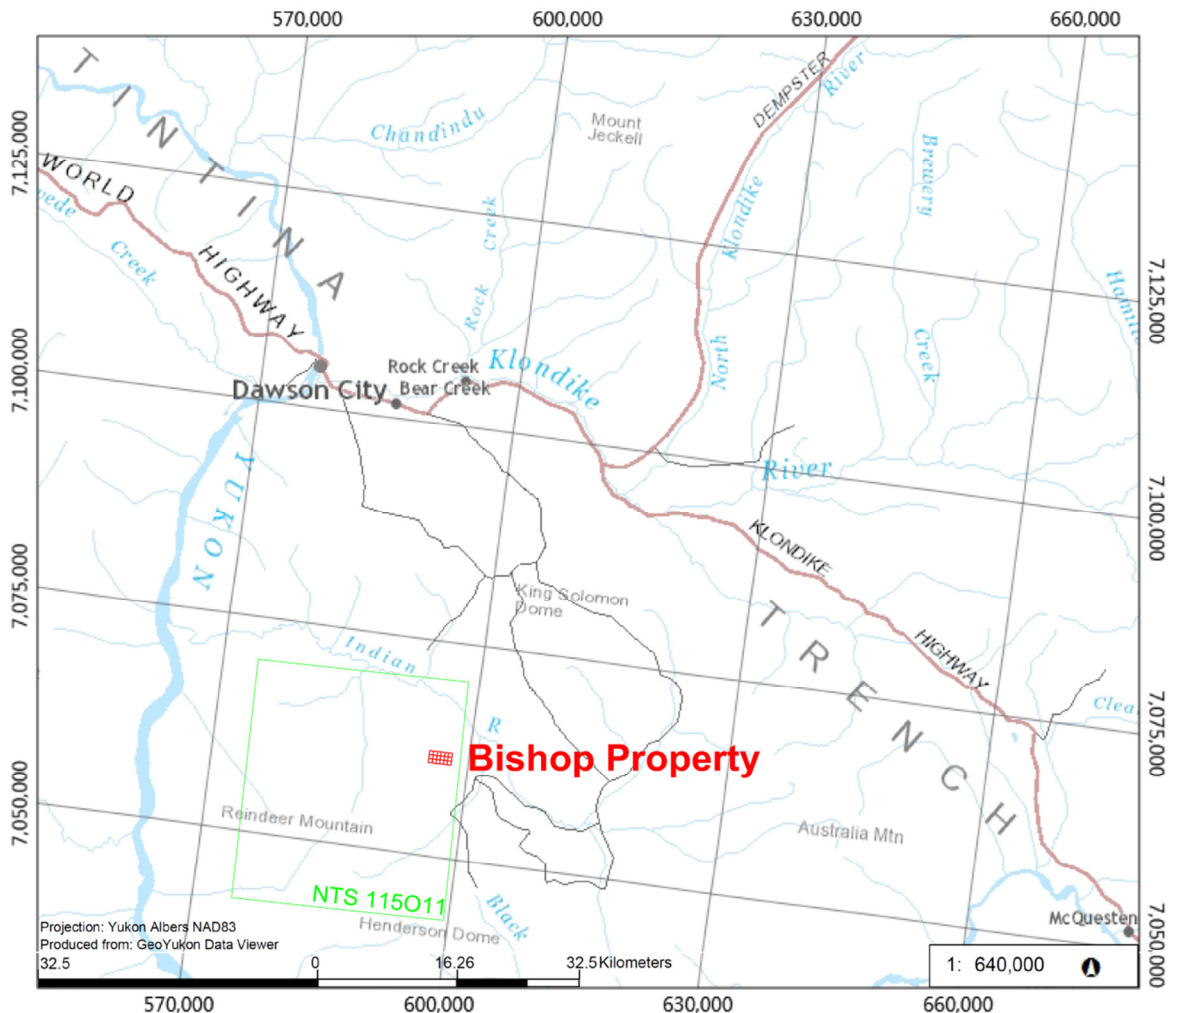 570,000
600,000
630,000
660,000
TINTINA
DEMPSTER
River
Chandindu
Mount
Jeckell
7,125,000
WORLD
HIGHWAY
Creek
Rock Creek
Klondike
North
Brewery
Creek
7,125,000
7,100,000
Rock Creek
Klondike
Bear Creek
Dawson City
River
7,100,000
YUKON
KLONDIKE
HIGHWAY
7,075,000
King Solomon
Dome
TRENCH
Indian
R
7,075,000
Bishop Property
7,050,000
Reindeer Mountain
Australia Mtn
NTS 115O11
Black
Henderson Dome
McQuesten
7,050,000
Projection: Yukon Albers NAD83
Produced from: GeoYukon Data Viewer
32.5 0 16.26 32.5 Kilometers
1: 640,000
570,000
600,000
630,000
660,000